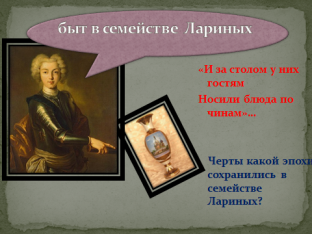 быт в семействе Лариных
«И за столом у них
гостям
Носили блюда по
чинам»...
Черты какой эпохи
сохранились в
семействе
Лариных?